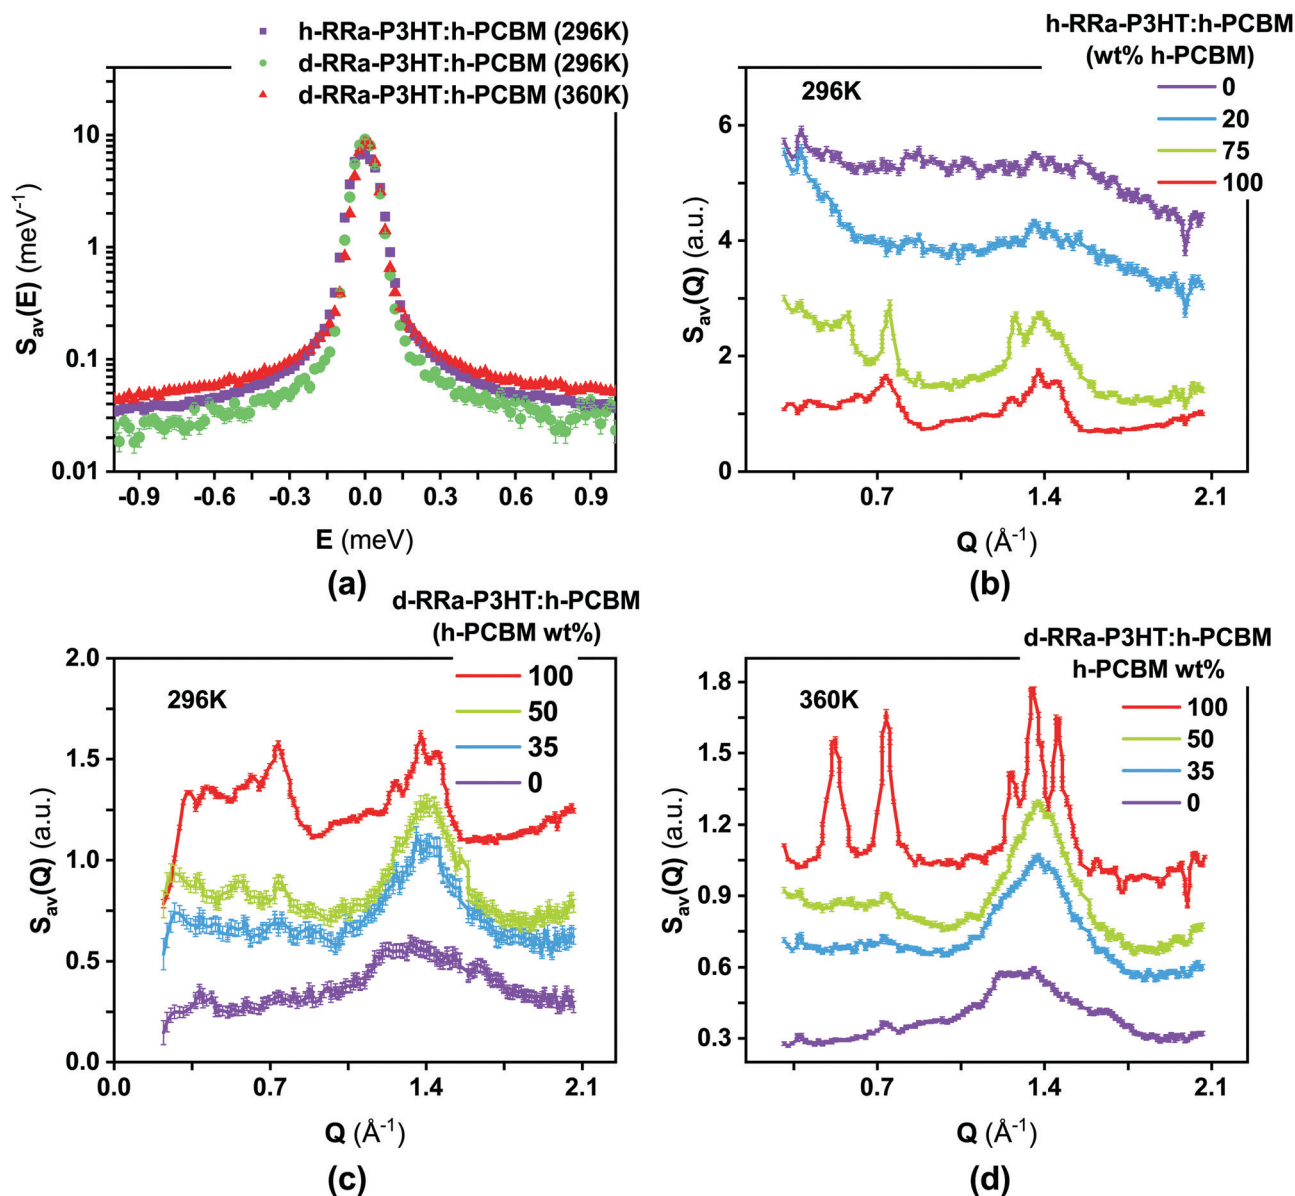 h-RRa-P3HT:h-PCBM (296K)
d-RRa-P3HT:h-PCBM (296K)
d-RRa-P3HT:h-PCBM (360K)
10
1
0.1
0.01
S_av(E) (meV⁻¹)
-0.9 -0.6 -0.3 0.0 0.3 0.6 0.9
E (meV)
(a)
h-RRa-P3HT:h-PCBM
(wt% h-PCBM)
296K
0
20
75
100
6
4
2
0
S_av(Q) (a.u.)
0.7 1.4 2.1
Q (Å⁻¹)
(b)
d-RRa-P3HT:h-PCBM
(h-PCBM wt%)
296K
100
50
35
0
2.0
1.5
1.0
0.5
0.0
S_av(Q) (a.u.)
0.0 0.7 1.4 2.1
Q (Å⁻¹)
(c)
d-RRa-P3HT:h-PCBM
h-PCBM wt%
360K
100
50
35
0
1.8
1.5
1.2
0.9
0.6
0.3
S_av(Q) (a.u.)
0.7 1.4 2.1
Q (Å⁻¹)
(d)